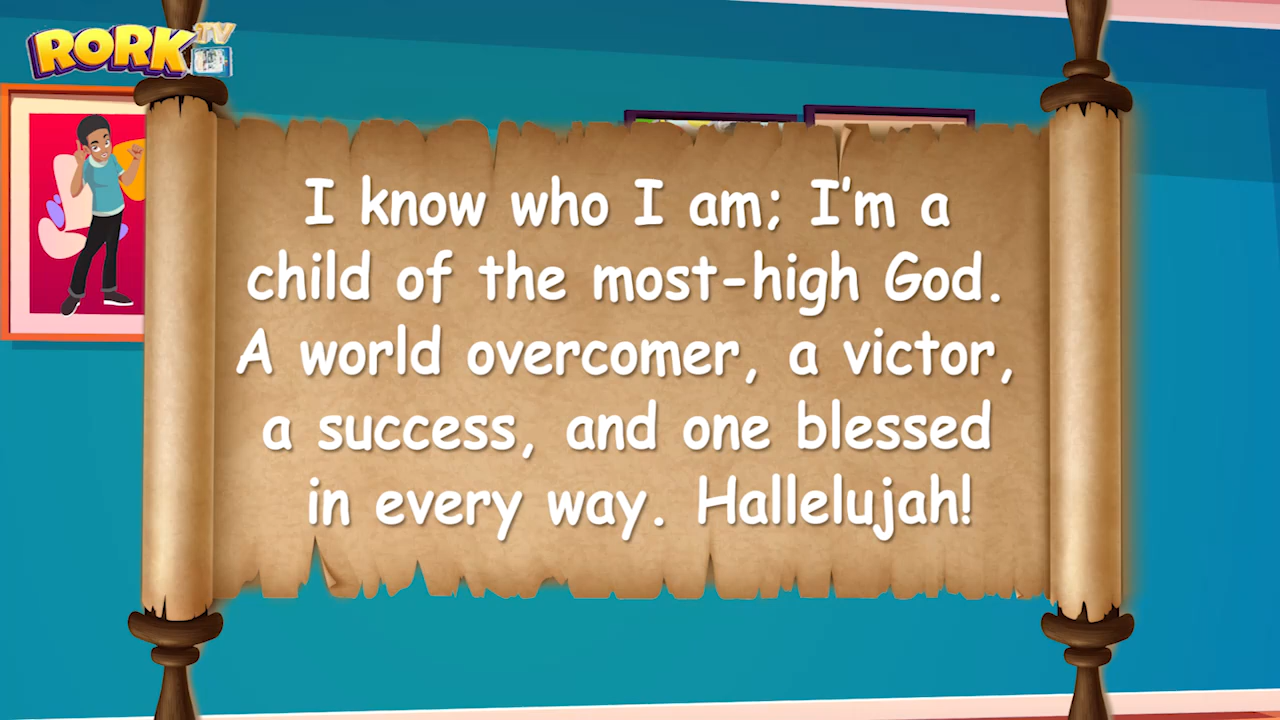 RORK TV
I know who I am; I'm a
child of the most-high God.
A world overcomer, a victor,
a success, and one blessed
in every way. Hallelujah!